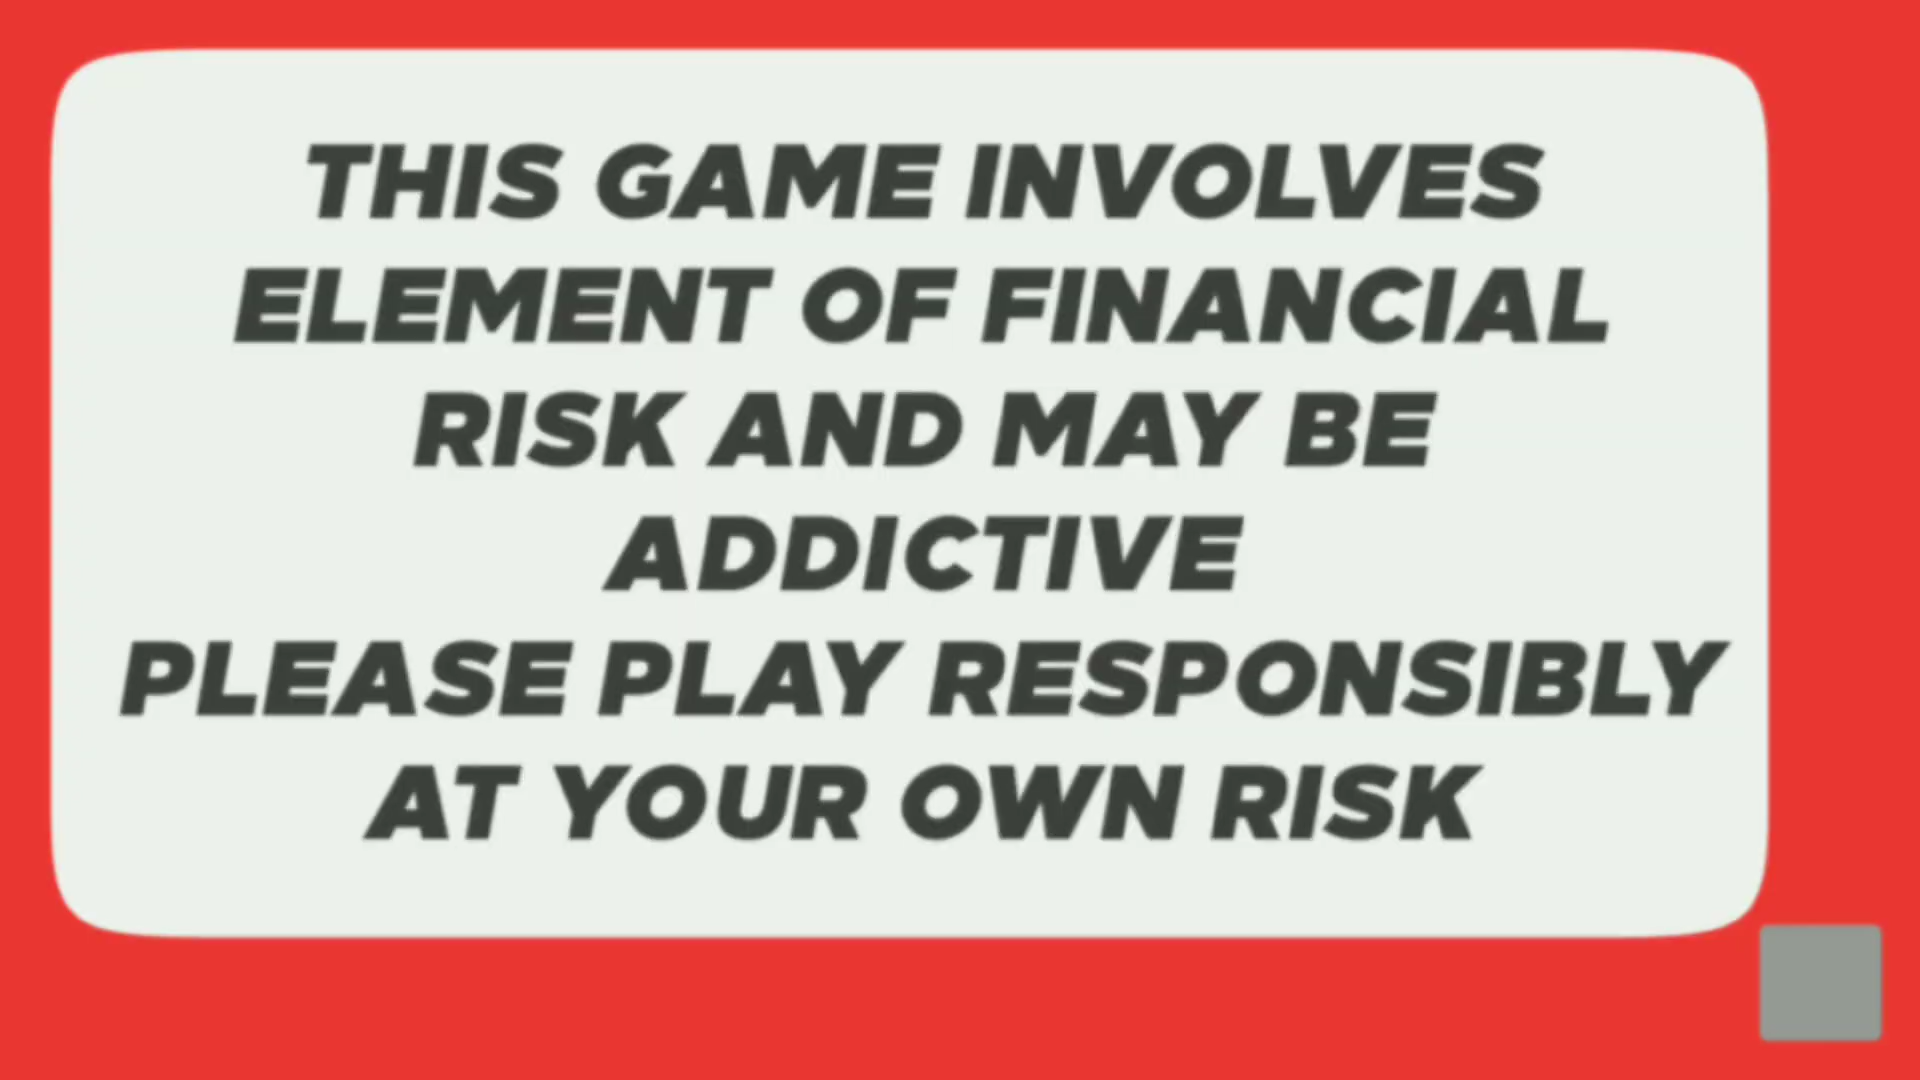 THIS GAME INVOLVES
ELEMENT OF FINANCIAL
RISK AND MAY BE
ADDICTIVE
PLEASE PLAY RESPONSIBLY
AT YOUR OWN RISK